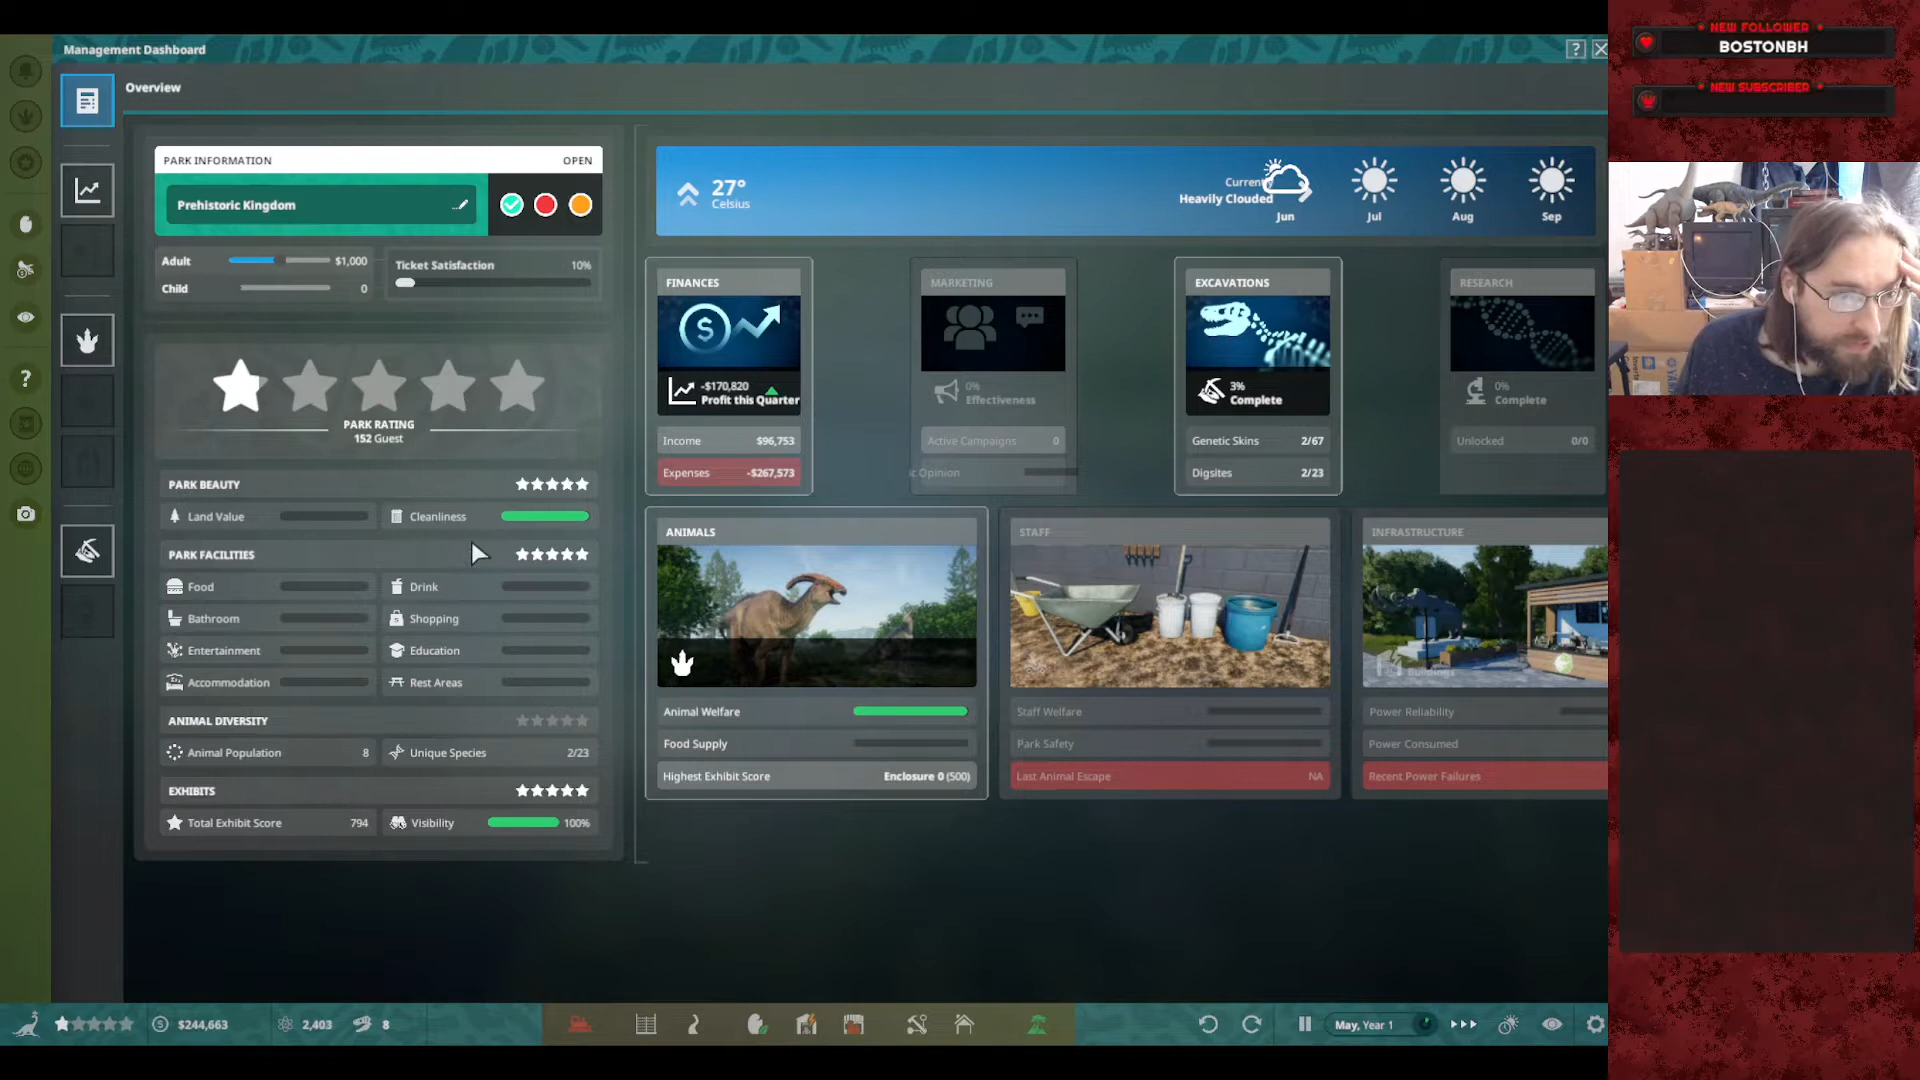 Management Dashboard
?
Overview
PARK INFORMATION
OPEN
Prehistoric Kingdom
Adult
$1,000
Child
0
Ticket Satisfaction
10%
PARK RATING
152 Guest
PARK BEAUTY
Land Value
Cleanliness
PARK FACILITIES
Food
Drink
Bathroom
Shopping
Entertainment
Education
Accommodation
Rest Areas
ANIMAL DIVERSITY
Animal Population
8
Unique Species
2/23
EXHIBITS
Total Exhibit Score
794
Visibility
100%
27°
Celsius
Heavily Clouded
Jun
Jul
Aug
Sep
FINANCES
-$170,820
Profit this Quarter
Income
$96,753
Expenses
-$267,573
MARKETING
0%
Effectiveness
Active Campaigns
0
Opinion
EXCAVATIONS
3%
Complete
Genetic Skins
2/67
Digsites
2/23
RESEARCH
0%
Complete
Unlocked
0/0
ANIMALS
Animal Welfare
Food Supply
Highest Exhibit Score
Enclosure 0 (500)
STAFF
Staff Welfare
Park Safety
Last Animal Escape
NA
INFRASTRUCTURE
Buildings
Power Reliability
Power Consumed
Recent Power Failures
?
$244,663
2,403
8
May, Year 1
NEW FOLLOWER
BOSTONBH
NEW SUBSCRIBER